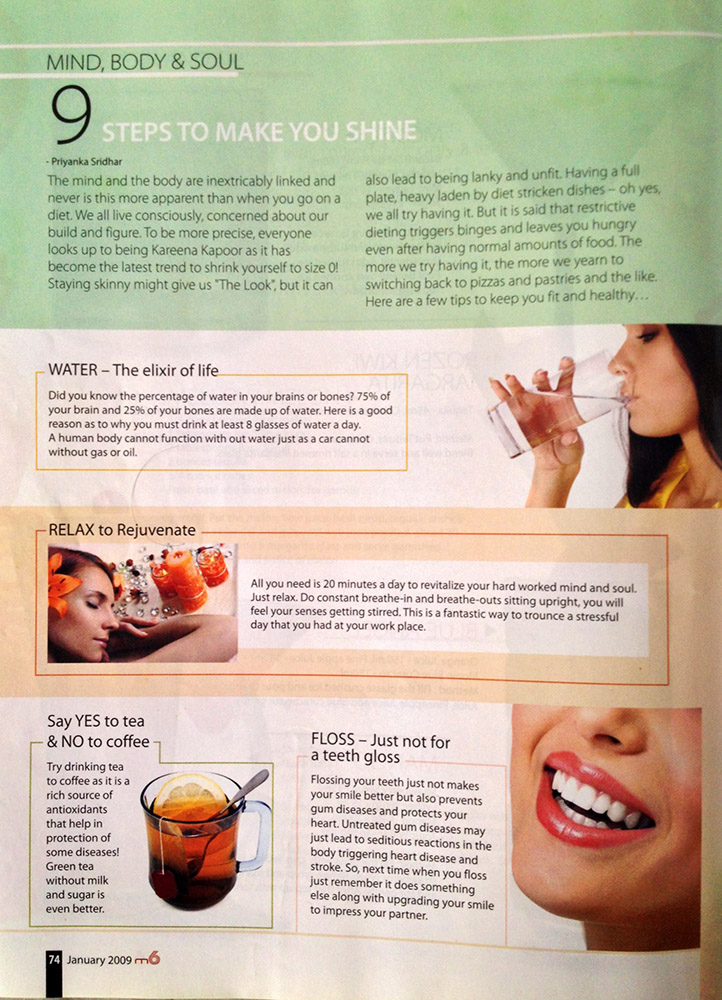 MIND, BODY & SOUL
9 STEPS TO MAKE YOU SHINE
- Priyanka Sridhar
The mind and the body are inextricably linked and
never is this more apparent than when you go on a
diet. We all live consciously, concerned about our
build and figure. To be more precise, everyone
looks up to being Kareena Kapoor as it has
become the latest trend to shrink yourself to size 0!
Staying skinny might give us "The Look", but it can
also lead to being lanky and unfit. Having a full
plate, heavy laden by diet stricken dishes – oh yes,
we all try having it. But it is said that restrictive
dieting triggers binges and leaves you hungry
even after having normal amounts of food. The
more we try having it, the more we yearn to
switching back to pizzas and pastries and the like.
Here are a few tips to keep you fit and healthy…
WATER – The elixir of life
Did you know the percentage of water in your brains or bones? 75% of
your brain and 25% of your bones are made up of water. Here is a good
reason as to why you must drink at least 8 glasses of water a day.
A human body cannot function with out water just as a car cannot
without gas or oil.
RELAX to Rejuvenate
All you need is 20 minutes a day to revitalize your hard worked mind and soul.
Just relax. Do constant breathe-in and breathe-outs sitting upright, you will
feel your senses getting stirred. This is a fantastic way to trounce a stressful
day that you had at your work place.
Say YES to tea
& NO to coffee
Try drinking tea
to coffee as it is a
rich source of
antioxidants
that help in
protection of
some diseases!
Green tea
without milk
and sugar is
even better.
FLOSS – Just not for
a teeth gloss
Flossing your teeth just not makes
your smile better but also prevents
gum diseases and protects your
heart. Untreated gum diseases may
just lead to seditious reactions in the
body triggering heart disease and
stroke. So, next time when you floss
just remember it does something
else along with upgrading your smile
to impress your partner.
74 January 2009 m6